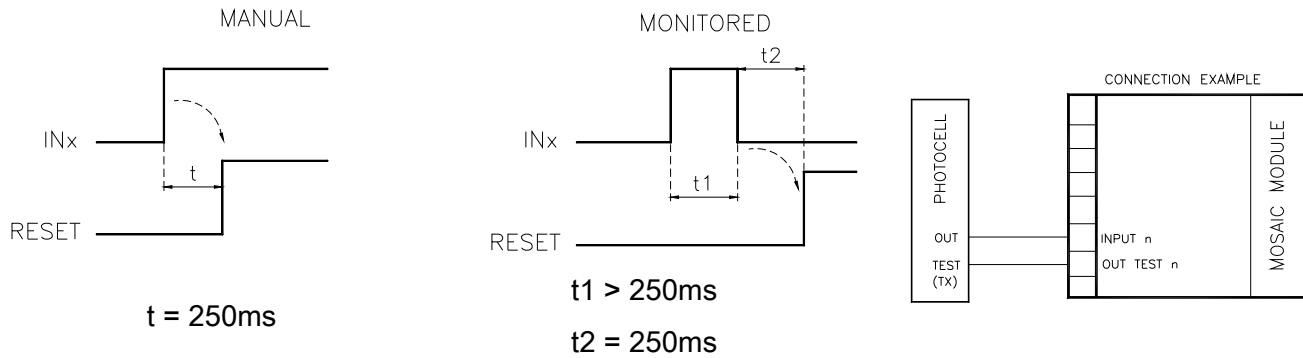 MANUAL
INx
t
RESET
t = 250ms
MONITORED
t2
INx
t1
RESET
t1 > 250ms
t2 = 250ms
CONNECTION EXAMPLE
PHOTOCELL
OUT
TEST
(TX)
INPUT n
OUT TEST n
MOSAIC MODULE